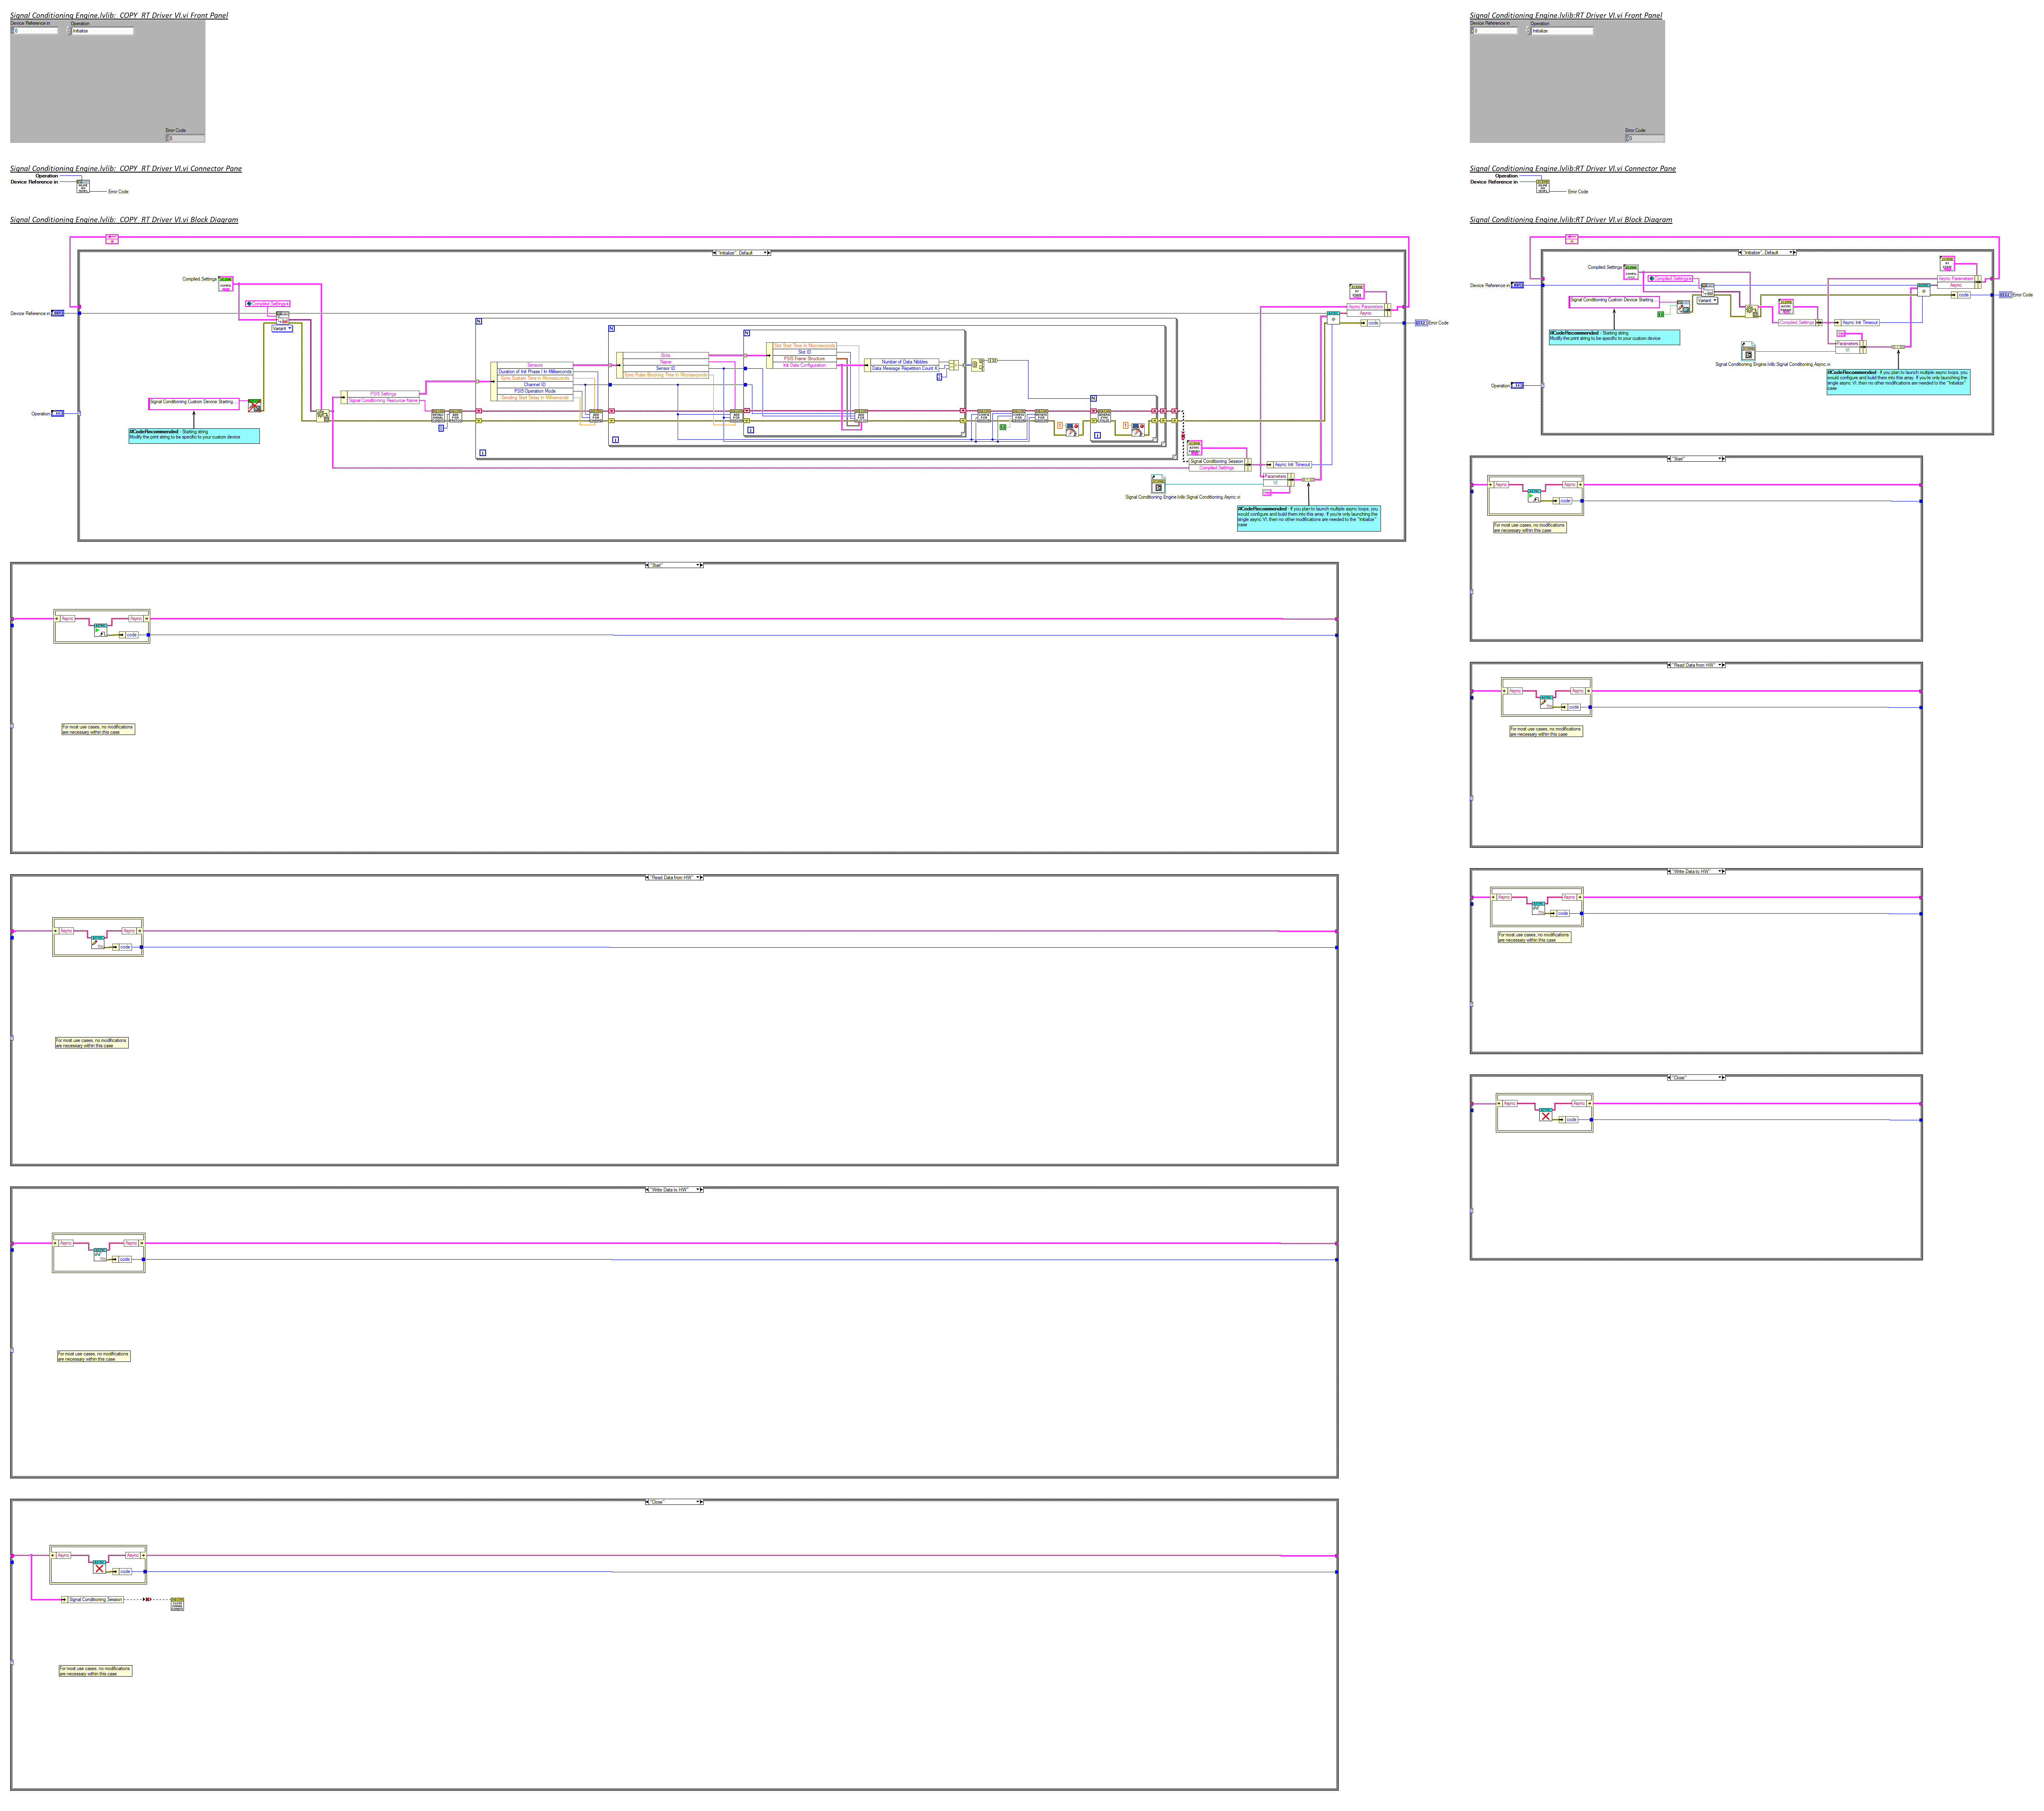 Signal Conditioning Engine.lvlib:_COPY_RT Driver VI.vi Front Panel
Device Reference in
Operation
0
Initialize
Error Code
0
Signal Conditioning Engine.lvlib:_COPY_RT Driver VI.vi Connector Pane
Operation
Device Reference in
Error Code
Signal Conditioning Engine.lvlib:_COPY_RT Driver VI.vi Block Diagram
"Initialize", Default
Compiled.Settings
Compiled.Settings
Device Reference in
Variant
Operation
Signal Conditioning Custom Device Starting
#CodeRecommended - Starting string
Modify the print string to be specific to your custom device
PSI5 Settings
Signal Conditioning Resource Name
Sensors
Duration of Init Phase I In Milliseconds
Sync Sustain Time in Microseconds
Channel ID
PSI5 Operation Mode
Sending Start Delay In Milliseconds
Slots
Name
Sensor ID
Sync Pulse Blocking Time In Microseconds
Slot Start Time In Microseconds
Slot ID
PSI5 Frame Structure
Init Data Configuration
Number of Data Nibbles
Data Message Repetition Count K
Async Parameters
Async
code
Error Code
Signal Conditioning Session
Compiled Settings
Async Init Timeout
Parameters
VI
Signal Conditioning Engine.lvlib:Signal Conditioning.Async.vi
#CodeRecommended - If you plan to launch multiple async loops, you
would configure and build them into this array. If you're only launching the
single async VI, then no other modifications are needed to the "Initialize"
case
"Start"
Async
Async
code
For most use cases, no modifications
are necessary within this case
"Read Data from HW"
Async
Async
code
For most use cases, no modifications
are necessary within this case
"Write Data to HW"
Async
Async
code
For most use cases, no modifications
are necessary within this case
"Close"
Async
Async
code
Signal Conditioning Session
For most use cases, no modifications
are necessary within this case
Signal Conditioning Engine.lvlib:RT Driver VI.vi Front Panel
Device Reference in
Operation
0
Initialize
Error Code
0
Signal Conditioning Engine.lvlib:RT Driver VI.vi Connector Pane
Operation
Device Reference in
Error Code
Signal Conditioning Engine.lvlib:RT Driver VI.vi Block Diagram
"Initialize", Default
Compiled.Settings
Compiled.Settings
Device Reference in
Signal Conditioning Custom Device Starting
Variant
#CodeRecommended - Starting string
Modify the print string to be specific to your custom device
Async Parameters
Async
code
Error Code
Compiled Settings
Async Init Timeout
Parameters
VI
Signal Conditioning Engine.lvlib:Signal Conditioning.Async.vi
Operation
#CodeRecommended - If you plan to launch multiple async loops, you
would configure and build them into this array. If you're only launching the
single async VI, then no other modifications are needed to the "Initialize"
case
"Start"
Async
code
For most use cases, no modifications
are necessary within this case
"Read Data from HW"
Async
Async
code
For most use cases, no modifications
are necessary within this case
"Write Data to HW"
Async
Async
code
For most use cases, no modifications
are necessary within this case
"Close"
Async
Async
code